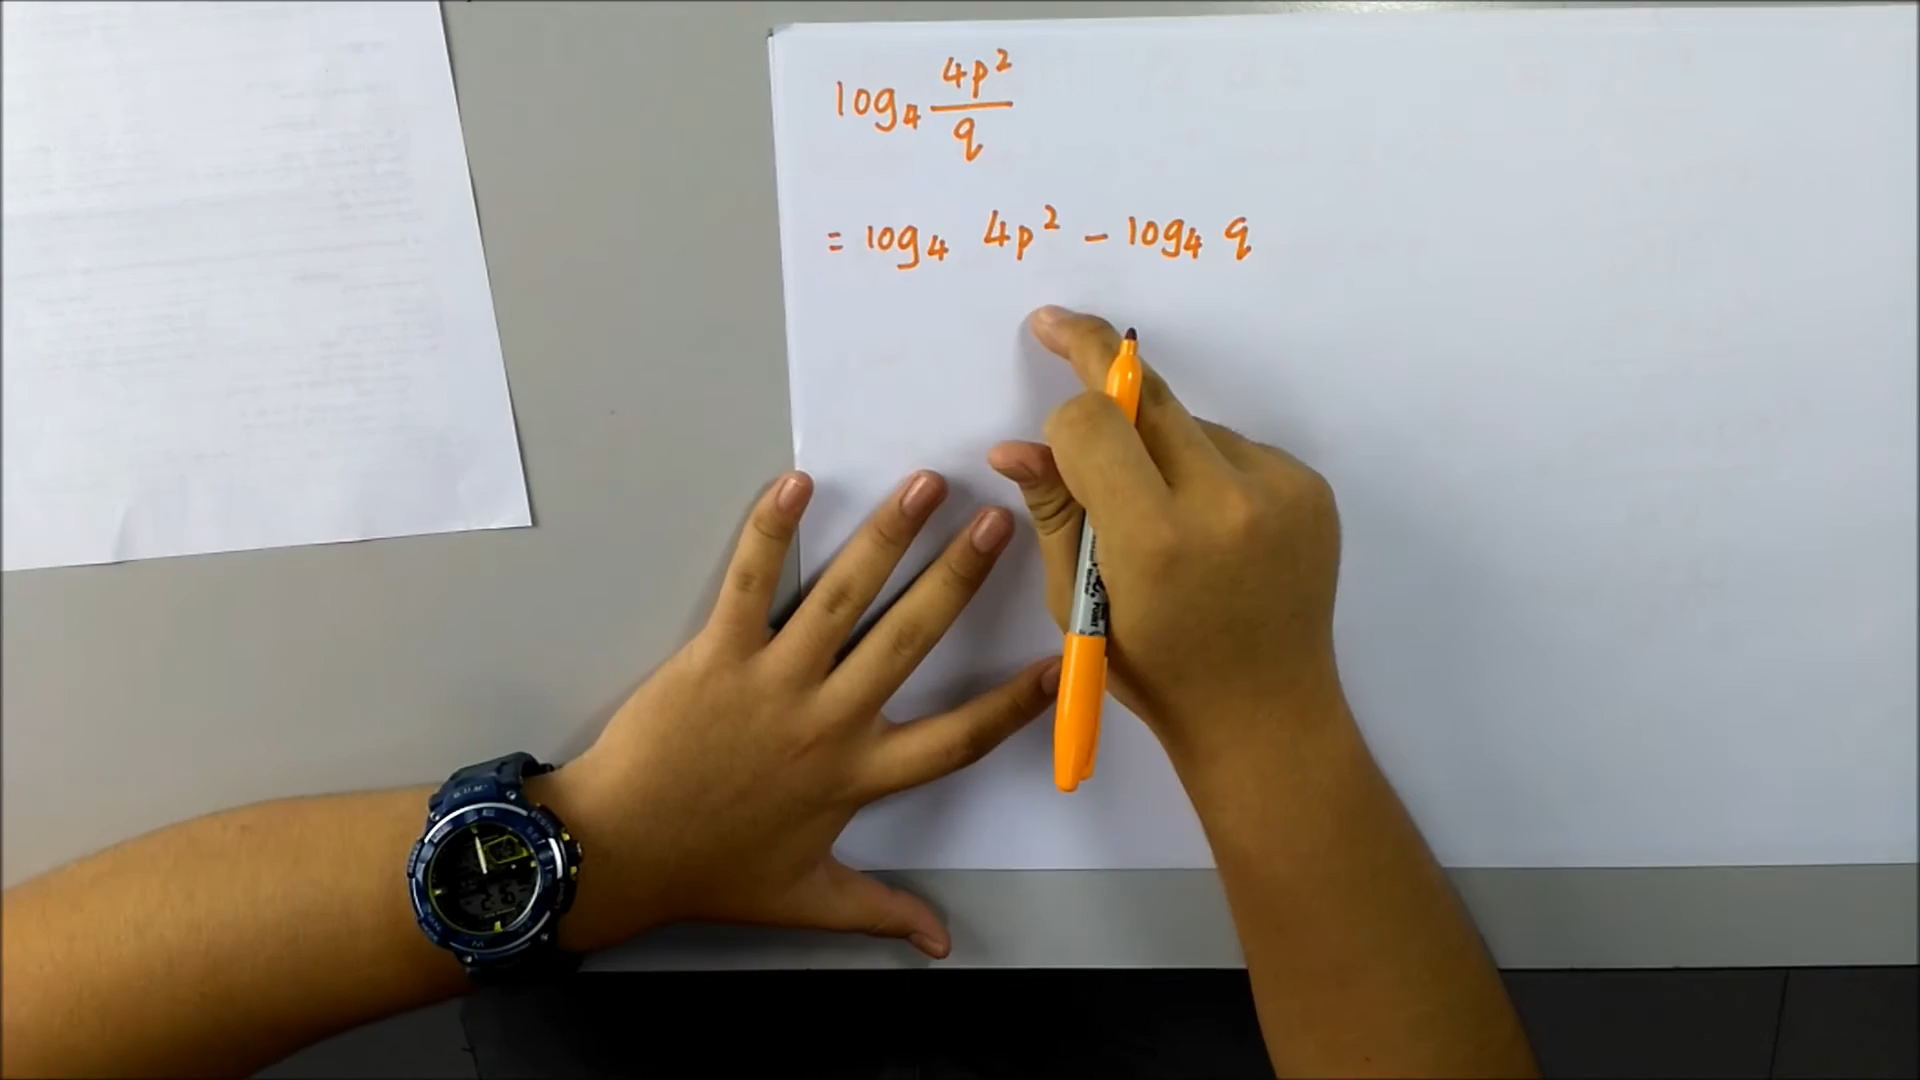 log₄ 4p²/q
= log₄ 4p² – log₄ q